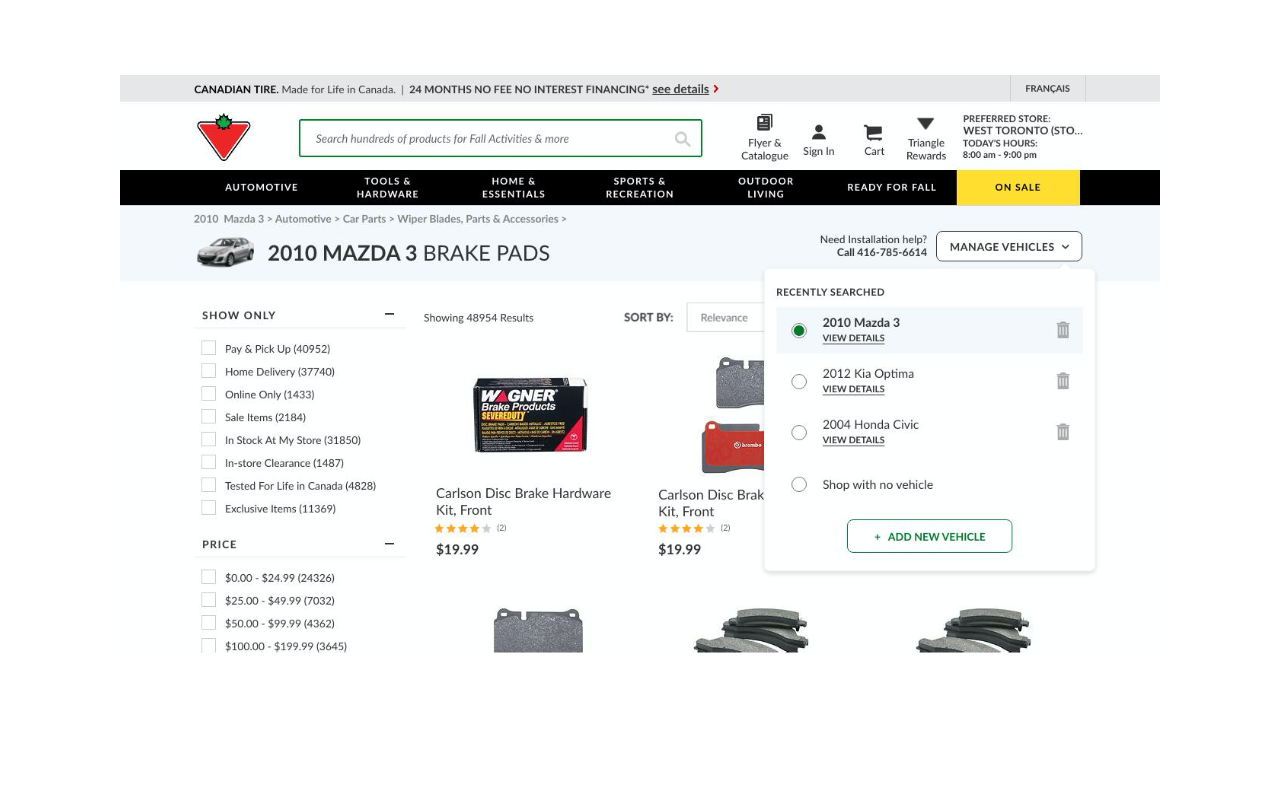 CANADIAN TIRE. Made for Life in Canada. | 24 MONTHS NO FEE NO INTEREST FINANCING* see details
FRANÇAIS
Search hundreds of products for Fall Activities & more
Flyer &
Catalogue
Sign In
Cart
Triangle
Rewards
PREFERRED STORE:
WEST TORONTO (STO...
TODAY'S HOURS:
8:00 am - 9:00 pm
AUTOMOTIVE
TOOLS &
HARDWARE
HOME &
ESSENTIALS
SPORTS &
RECREATION
OUTDOOR
LIVING
READY FOR FALL
ON SALE
2010 Mazda 3 > Automotive > Car Parts > Wiper Blades, Parts & Accessories >
2010 MAZDA 3 BRAKE PADS
Need Installation help?
Call 416-785-6614
MANAGE VEHICLES
RECENTLY SEARCHED
2010 Mazda 3
VIEW DETAILS
2012 Kia Optima
VIEW DETAILS
2004 Honda Civic
VIEW DETAILS
Shop with no vehicle
+ ADD NEW VEHICLE
SHOW ONLY
Pay & Pick Up (40952)
Home Delivery (37740)
Online Only (1433)
Sale Items (2184)
In Stock At My Store (31850)
In-store Clearance (1487)
Tested For Life in Canada (4828)
Exclusive Items (11369)
PRICE
$0.00 - $24.99 (24326)
$25.00 - $49.99 (7032)
$50.00 - $99.99 (4362)
$100.00 - $199.99 (3645)
Showing 48954 Results
SORT BY:
Relevance
WAGNER
Brake Products
SEVEREDUTY
brembo
Carlson Disc Brake Hardware
Kit, Front
(2)
$19.99
Carlson Disc Brak
Kit, Front
(2)
$19.99